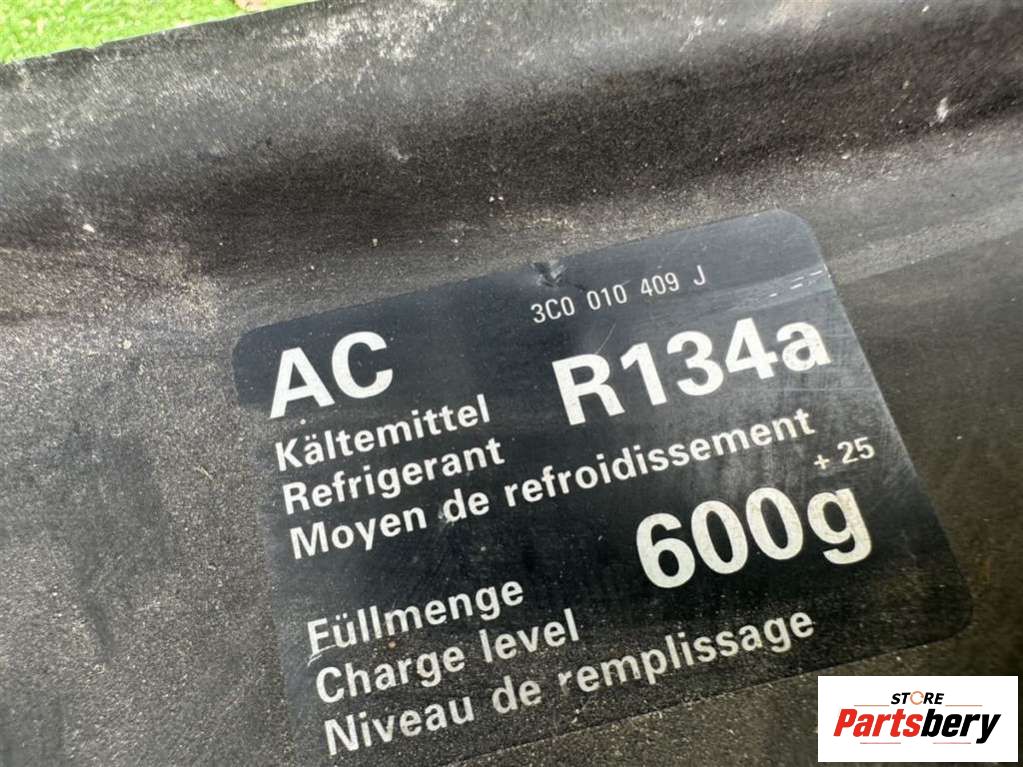 3C0 010 409 J
AC R134a
Kältemittel
Refrigerant
Moyen de refroidissement
+ 25
600g
Füllmenge
Charge level
Niveau de remplissage
STORE
Partsbery